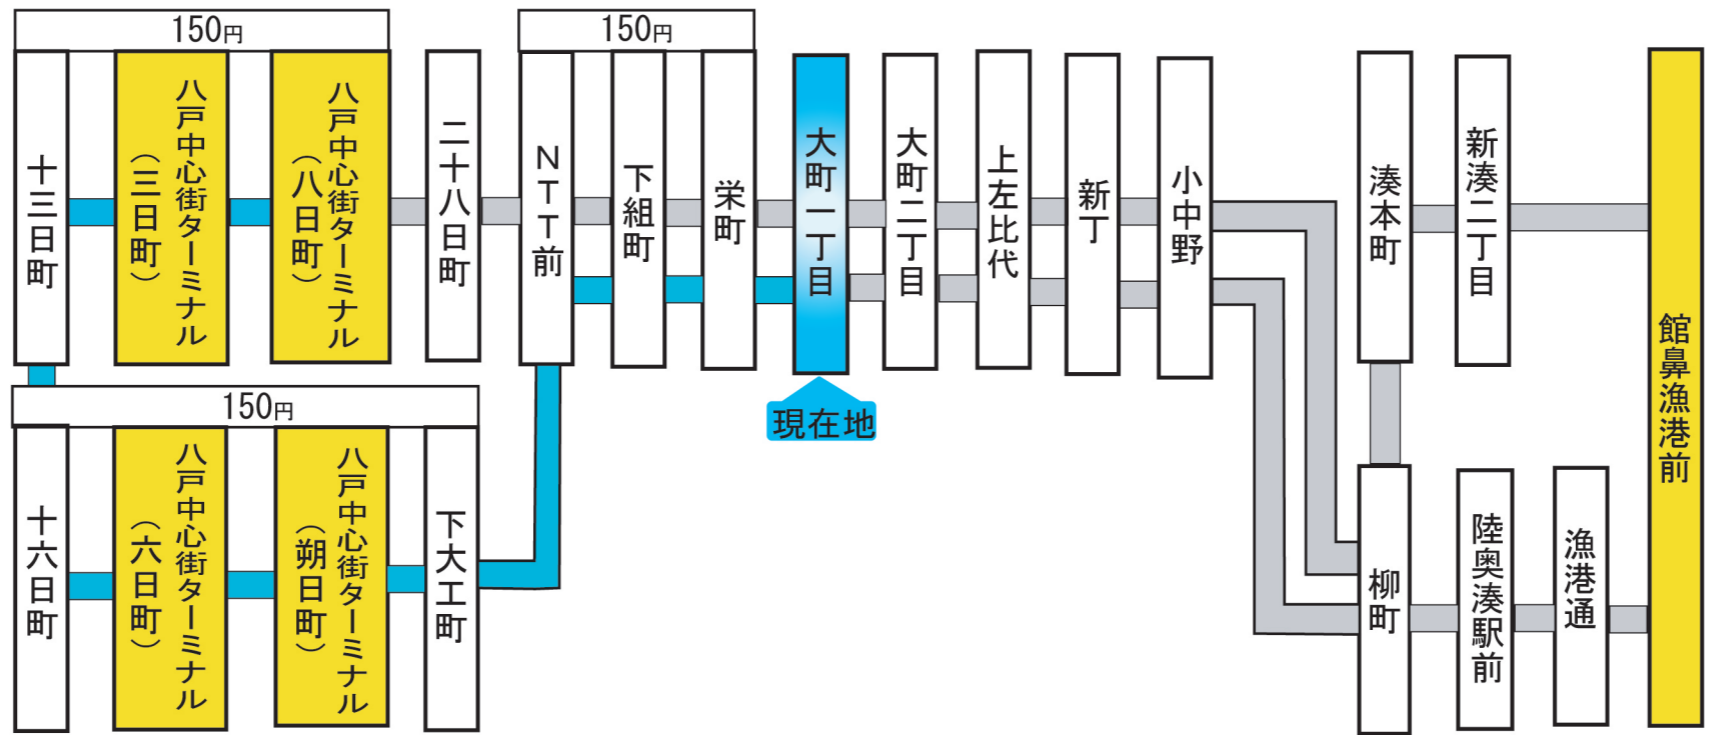 150円
150円
十三日町
八戸中心街ターミナル
（三日町）
八戸中心街ターミナル
（八日町）
二十八日町
NTT前
下組町
栄町
大町一丁目
大町二丁目
上左比代
新丁
小中野
湊本町
新湊二丁目
館鼻漁港前
現在地
150円
十六日町
八戸中心街ターミナル
（六日町）
八戸中心街ターミナル
（朔日町）
下大工町
柳町
陸奥湊駅前
漁港通